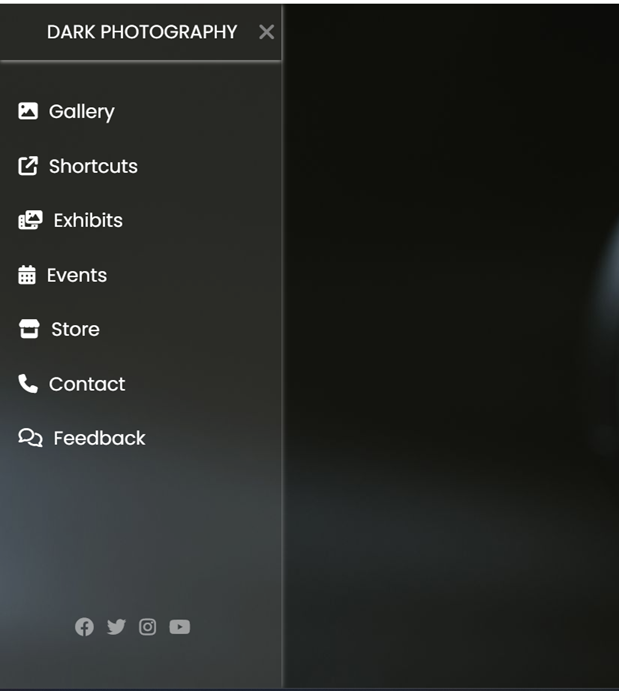 DARK PHOTOGRAPHY
Gallery
Shortcuts
Exhibits
Events
Store
Contact
Feedback